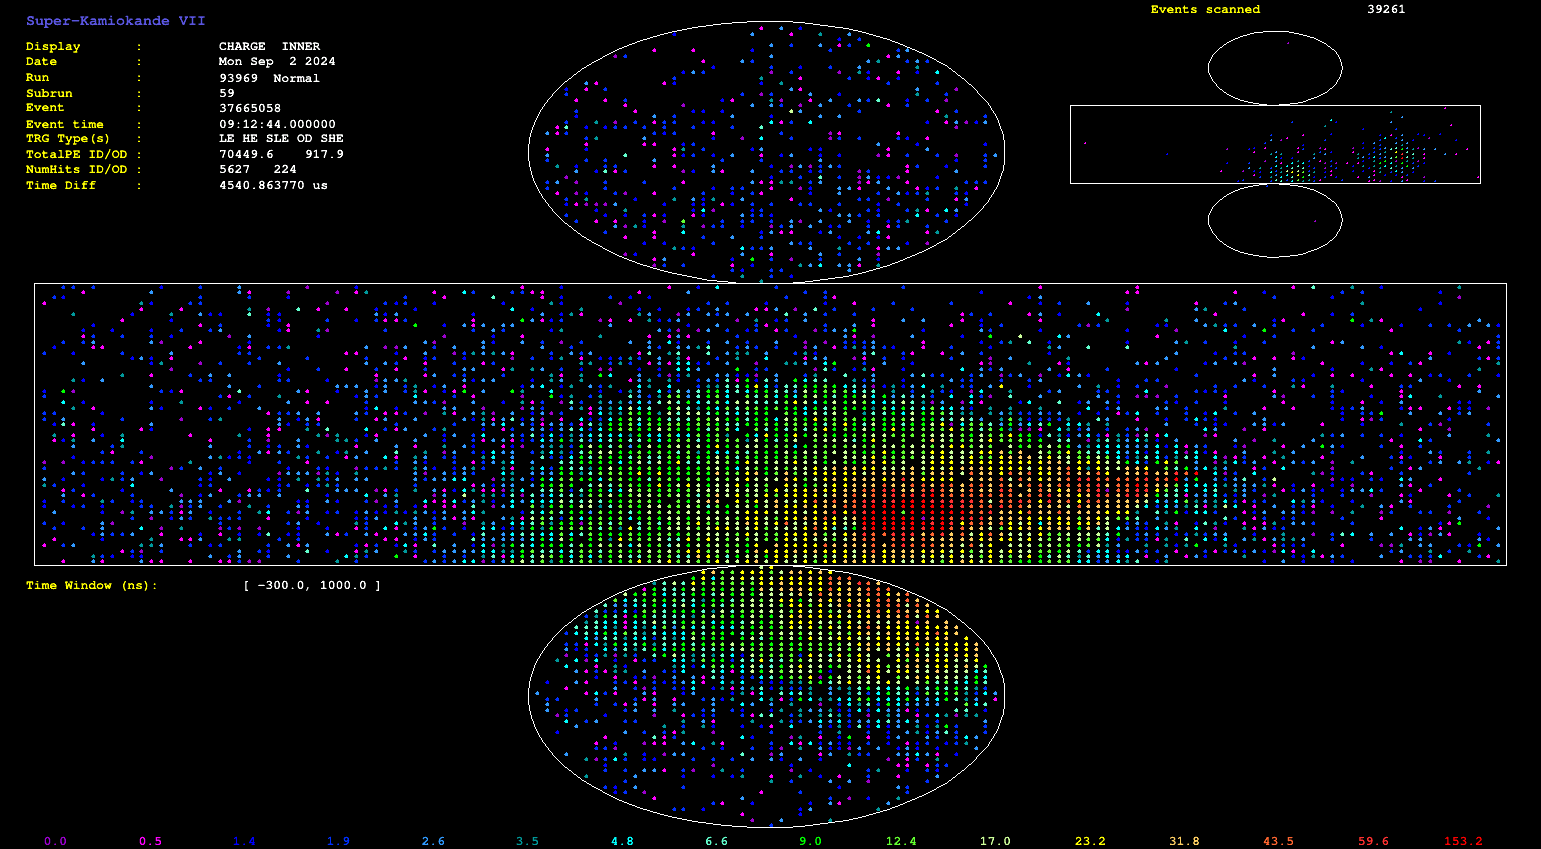 Super-Kamiokande VII
Events scanned 39261
Display : CHARGE INNER
Date : Mon Sep 2 2024
Run : 93969 Normal
Subrun : 59
Event : 37665058
Event time : 09:12:44.000000
TRG Type(s) : LE HE SLE OD SHE
TotalPE ID/OD : 70449.6 917.9
NumHits ID/OD : 5627 224
Time Diff : 4540.863770 us
Time Window (ns): [ -300.0, 1000.0 ]
0.0 0.5 1.4 1.9 2.6 3.5 4.8 6.6 9.0 12.4 17.0 23.2 31.8 43.5 59.6 153.2